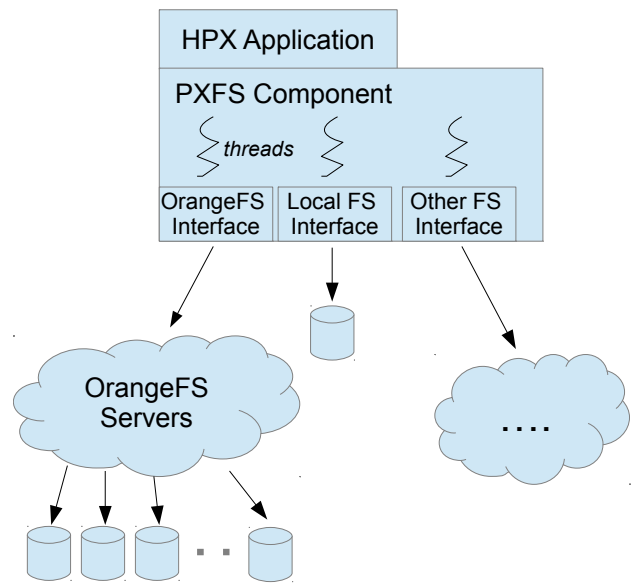 HPX Application
PXFS Component
threads
OrangeFS
Interface
Local FS
Interface
Other FS
Interface
OrangeFS
Servers
....